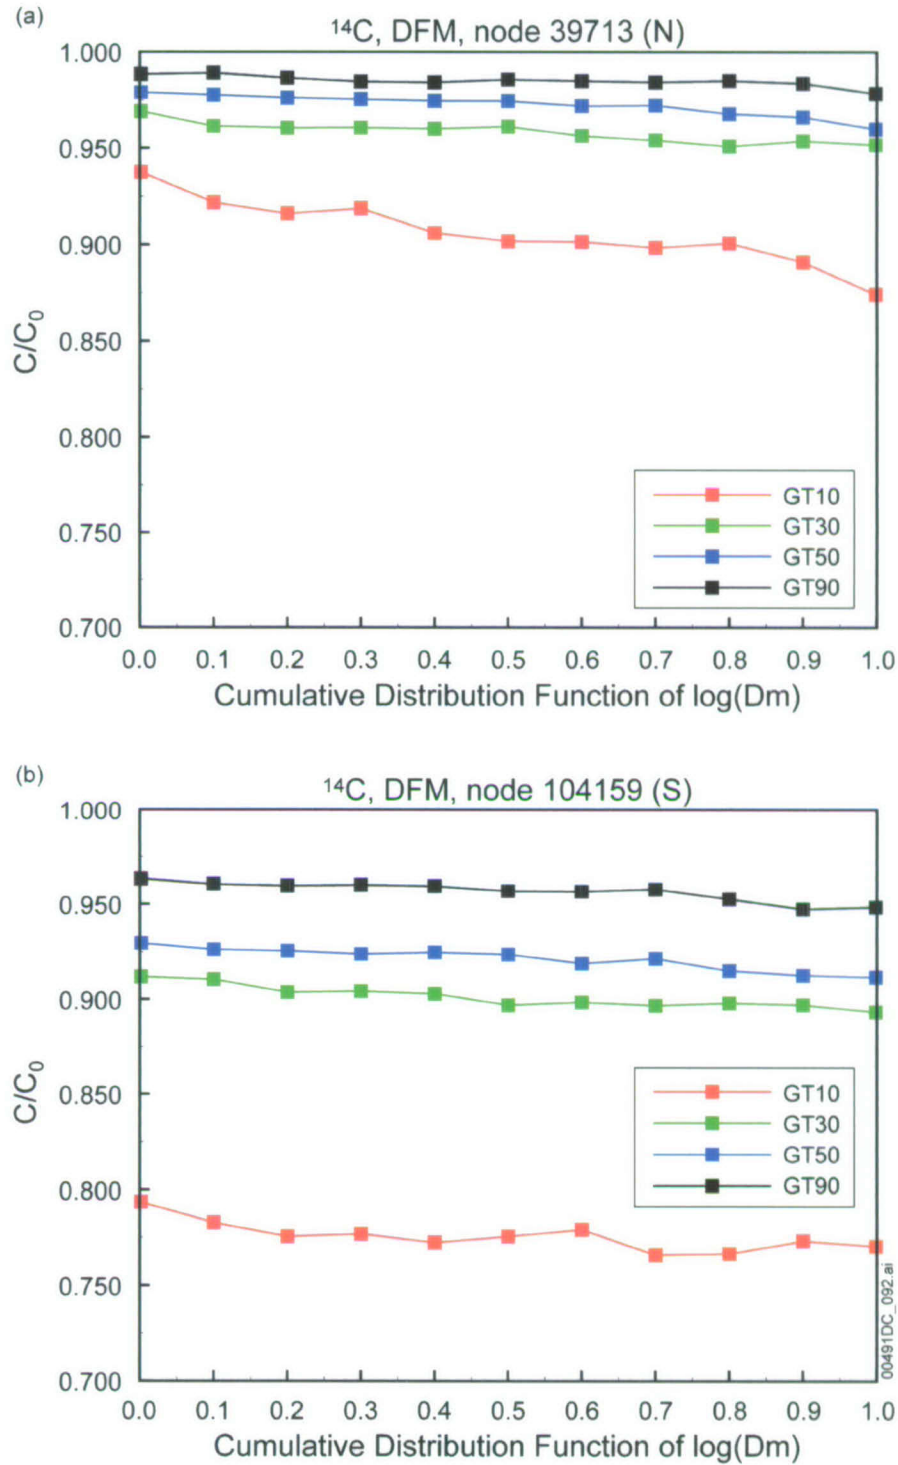 (a)
¹⁴C, DFM, node 39713 (N)
1.000
0.950
0.900
0.850
0.800
0.750
0.700
C/C₀
GT10
GT30
GT50
GT90
0.0 0.1 0.2 0.3 0.4 0.5 0.6 0.7 0.8 0.9 1.0
Cumulative Distribution Function of log(Dm)
(b)
¹⁴C, DFM, node 104159 (S)
1.000
0.950
0.900
0.850
0.800
0.750
0.700
C/C₀
GT10
GT30
GT50
GT90
00491DC_092.ai
0.0 0.1 0.2 0.3 0.4 0.5 0.6 0.7 0.8 0.9 1.0
Cumulative Distribution Function of log(Dm)